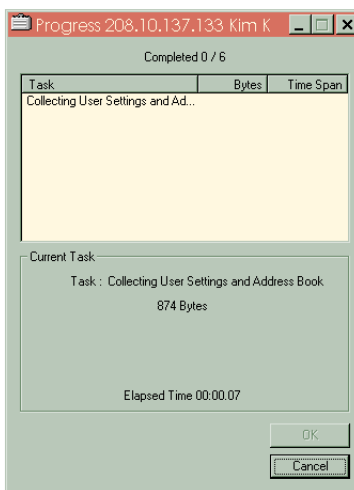 Progress 208.10.137.133 Kim K
Completed 0 / 6
Task Bytes Time Span
Collecting User Settings and Ad...
Current Task
Task : Collecting User Settings and Address Book
874 Bytes
Elapsed Time 00:00.07
OK
Cancel